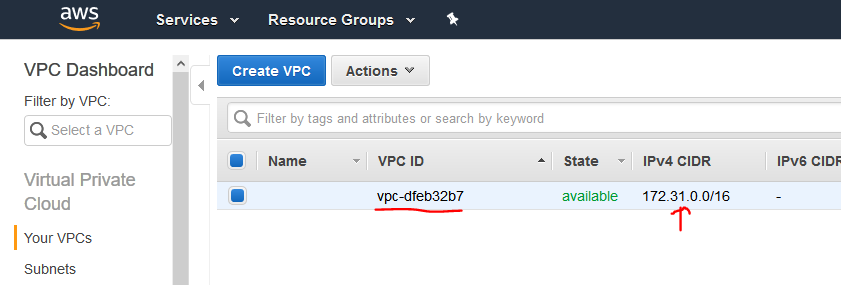 aws Services Resource Groups
VPC Dashboard
Filter by VPC:
Select a VPC
Virtual Private
Cloud
Your VPCs
Subnets
Create VPC Actions
Filter by tags and attributes or search by keyword
Name VPC ID State IPv4 CIDR IPv6 CIDR
vpc-dfeb32b7 available 172.31.0.0/16 -